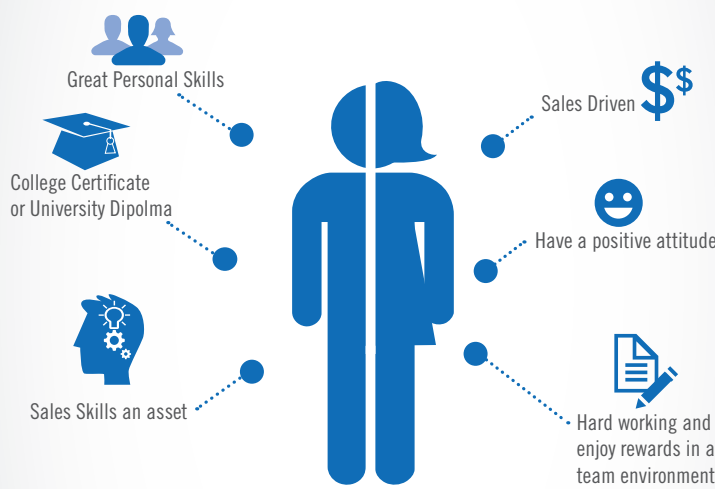 Great Personal Skills
College Certificate
or University Dipolma
Sales Skills an asset
Sales Driven $$
Have a positive attitude
Hard working and
enjoy rewards in a
team environment